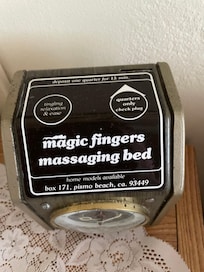 deposit one quarter for 15 min.
tingling
relaxation
& ease
quarters
only
check plug
magic fingers
massaging bed
home models available
box 171, pismo beach, ca. 93449